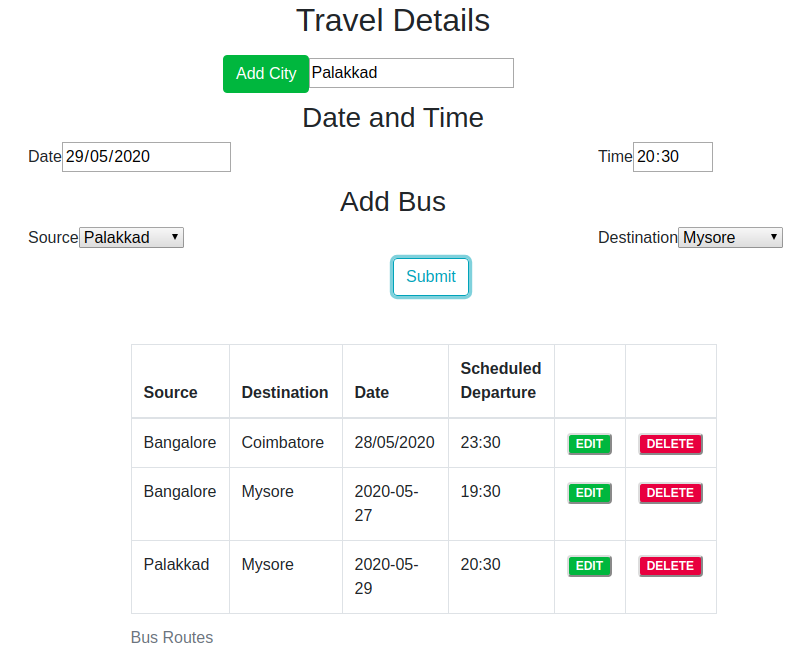 Travel Details
Add City Palakkad
Date and Time
Date 29/05/2020 Time 20:30
Add Bus
Source Palakkad Destination Mysore
Submit
Source Destination Date Scheduled Departure
Bangalore Coimbatore 28/05/2020 23:30 EDIT DELETE
Bangalore Mysore 2020-05-27 19:30 EDIT DELETE
Palakkad Mysore 2020-05-29 20:30 EDIT DELETE
Bus Routes